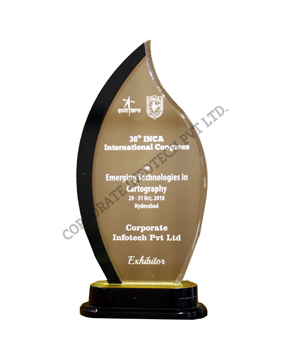 INCA
38th INCA
International Congress
Emerging Technologies in
Cartography
29 - 31 Oct, 2018
Hyderabad
Corporate
Infotech Pvt Ltd
Exhibitor
CORPORATE INFOTECH PVT LTD.